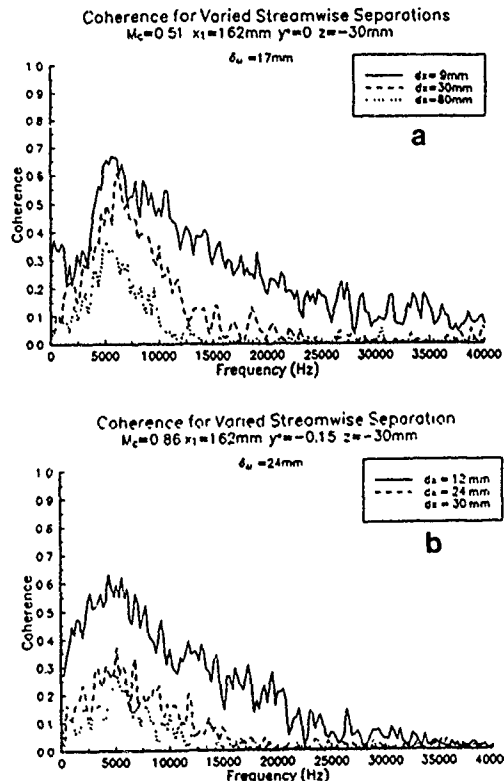 Coherence for Varied Streamwise Separations
Mc=0.51 x1=162mm y*=0 z=-30mm
δω =17mm
dx=9mm
dx=30mm
dx=80mm
a
1.0
0.9
0.8
0.7
0.6
0.5
0.4
0.3
0.2
0.1
0.0
Coherence
0 5000 10000 15000 20000 25000 30000 35000 40000
Frequency (Hz)
Coherence for Varied Streamwise Separation
Mc=0.86 x1=162mm y*=-0.15 z=-30mm
δω =24mm
dx=12mm
dx=24mm
dx=30mm
b
1.0
0.9
0.8
0.7
0.6
0.5
0.4
0.3
0.2
0.1
0.0
Coherence
0 5000 10000 15000 20000 25000 30000 35000 4000
Frequency (Hz)